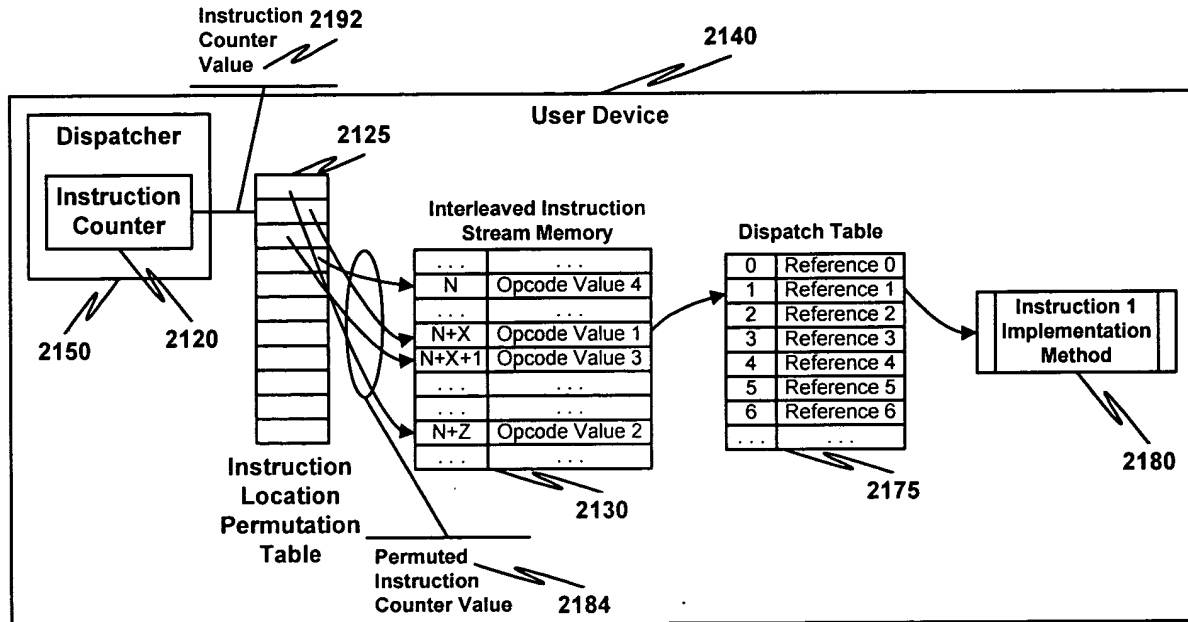 Instruction
Counter
Value
2192
2140
User Device
Dispatcher
Instruction
Counter
2150
2120
2125
Instruction
Location
Permutation
Table
Interleaved Instruction
Stream Memory
. . . . . .
N Opcode Value 4
. . . . . .
N+X Opcode Value 1
N+X+1 Opcode Value 3
. . . . . .
. . . . . .
N+Z Opcode Value 2
. . . . . .
2130
Permuted
Instruction
Counter Value
2184
Dispatch Table
0 Reference 0
1 Reference 1
2 Reference 2
3 Reference 3
4 Reference 4
5 Reference 5
6 Reference 6
. . . . . .
2175
Instruction 1
Implementation
Method
2180